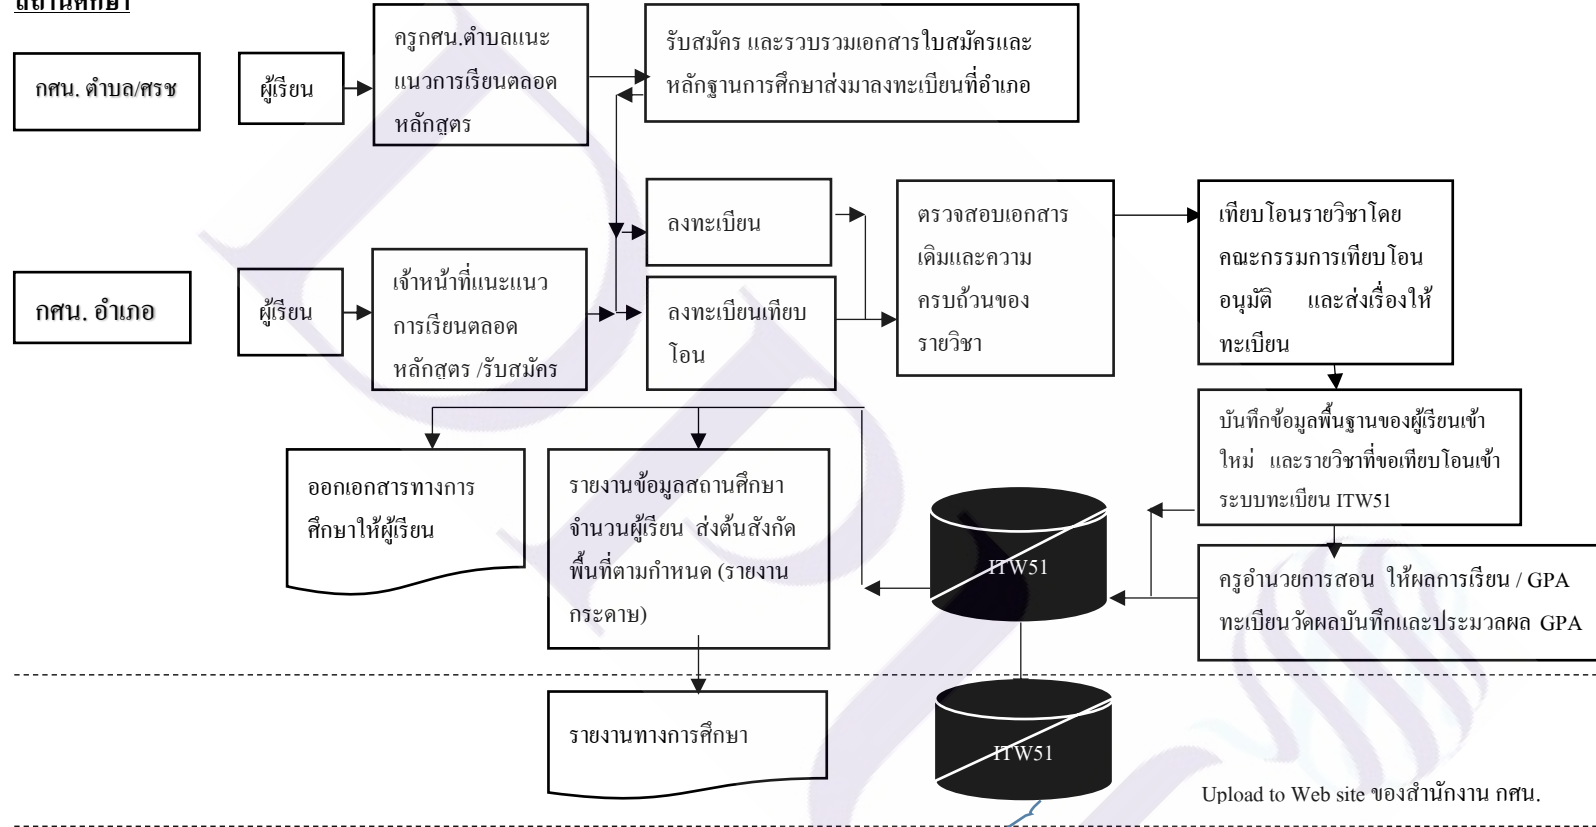 สถานศึกษา
กศน. ตำบล/ศรช
ผู้เรียน
ครูกศน.ตำบลแนะ
แนวการเรียนตลอด
หลักสูตร
รับสมัคร และรวบรวมเอกสารใบสมัครและ
หลักฐานการศึกษาส่งมาลงทะเบียนที่อำเภอ
กศน. อำเภอ
ผู้เรียน
เจ้าหน้าที่แนะแนว
การเรียนตลอด
หลักสูตร /รับสมัคร
ลงทะเบียน
ลงทะเบียนเทียบ
โอน
ตรวจสอบเอกสาร
เดิมและความ
ครบถ้วนของ
รายวิชา
เทียบโอนรายวิชาโดย
คณะกรรมการเทียบโอน
อนุมัติ และส่งเรื่องให้
ทะเบียน
บันทึกข้อมูลพื้นฐานของผู้เรียนเข้า
ใหม่ และรายวิชาที่ขอเทียบโอนเข้า
ระบบทะเบียน ITW51
ครูอำนวยการสอน ให้ผลการเรียน / GPA
ทะเบียนวัดผลบันทึกและประมวลผล GPA
ITW51
ออกเอกสารทางการ
ศึกษาให้ผู้เรียน
รายงานข้อมูลสถานศึกษา
จำนวนผู้เรียน ส่งต้นสังกัด
พื้นที่ตามกำหนด (รายงาน
กระดาษ)
รายงานทางการศึกษา
ITW51
Upload to Web site ของสำนักงาน กศน.